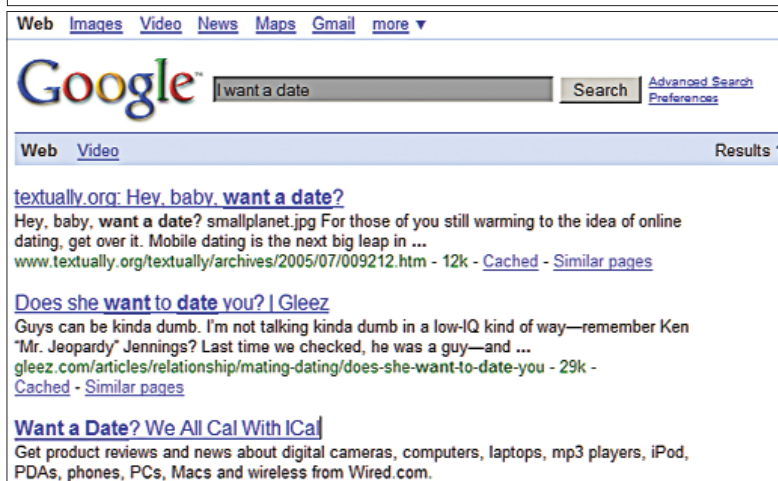 Web Images Video News Maps Gmail more ▼
Google™ I want a date Search Advanced Search
Preferences
Web Video Results
textually.org: Hey, baby, want a date?
Hey, baby, want a date? smallplanet.jpg For those of you still warming to the idea of online
dating, get over it. Mobile dating is the next big leap in ...
www.textually.org/textually/archives/2005/07/009212.htm - 12k - Cached - Similar pages
Does she want to date you? | Gleez
Guys can be kinda dumb. I'm not talking kinda dumb in a low-IQ kind of way—remember Ken
"Mr. Jeopardy" Jennings? Last time we checked, he was a guy—and ...
gleez.com/articles/relationship/mating-dating/does-she-want-to-date-you - 29k -
Cached - Similar pages
Want a Date? We All Cal With ICal
Get product reviews and news about digital cameras, computers, laptops, mp3 players, iPod,
PDAs, phones, PCs, Macs and wireless from Wired.com.